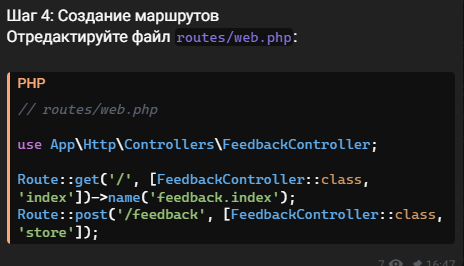 Шаг 4: Создание маршрутов
Отредактируйте файл routes/web.php:
PHP
// routes/web.php
use App\Http\Controllers\FeedbackController;
Route::get('/', [FeedbackController::class,
'index'])->name('feedback.index');
Route::post('/feedback', [FeedbackController::class,
'store']);
7 16:47